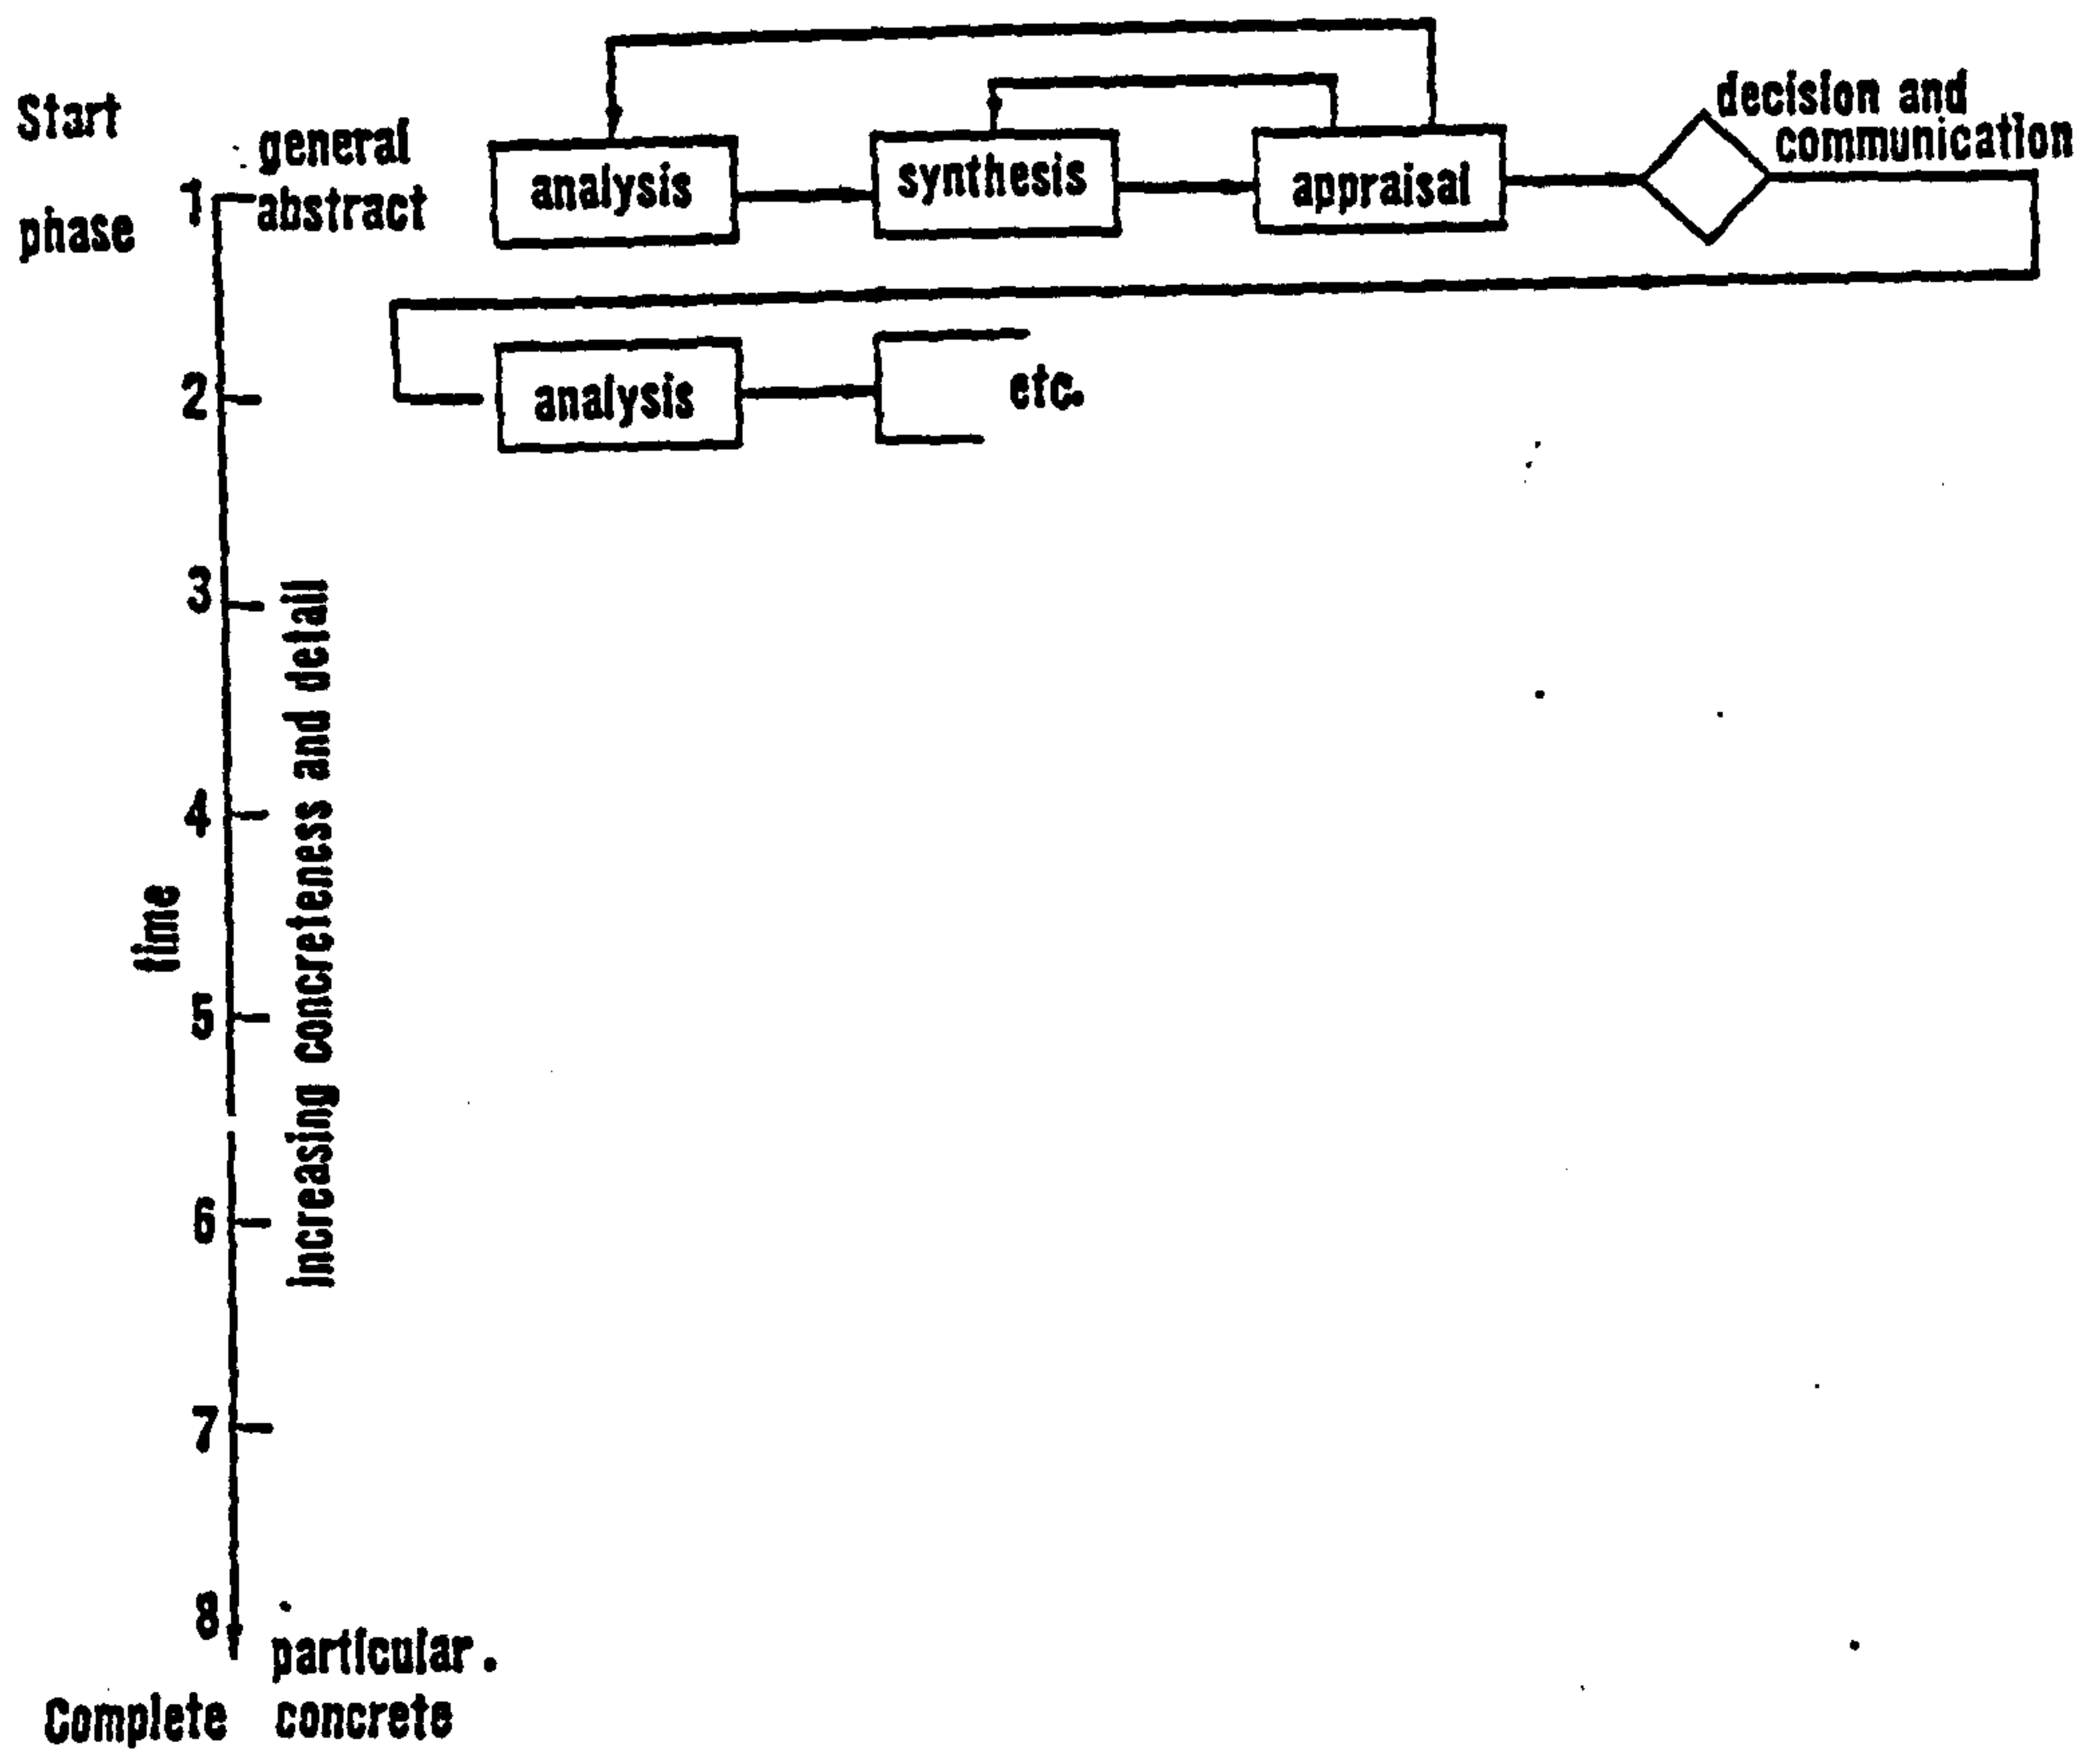 Start
phase
general
abstract
analysis
synthesis
appraisal
decision and
communication
1
2
analysis
etc.
3
4
5
6
7
8
time
increasing concreteness and detail
particular.
Complete
concrete